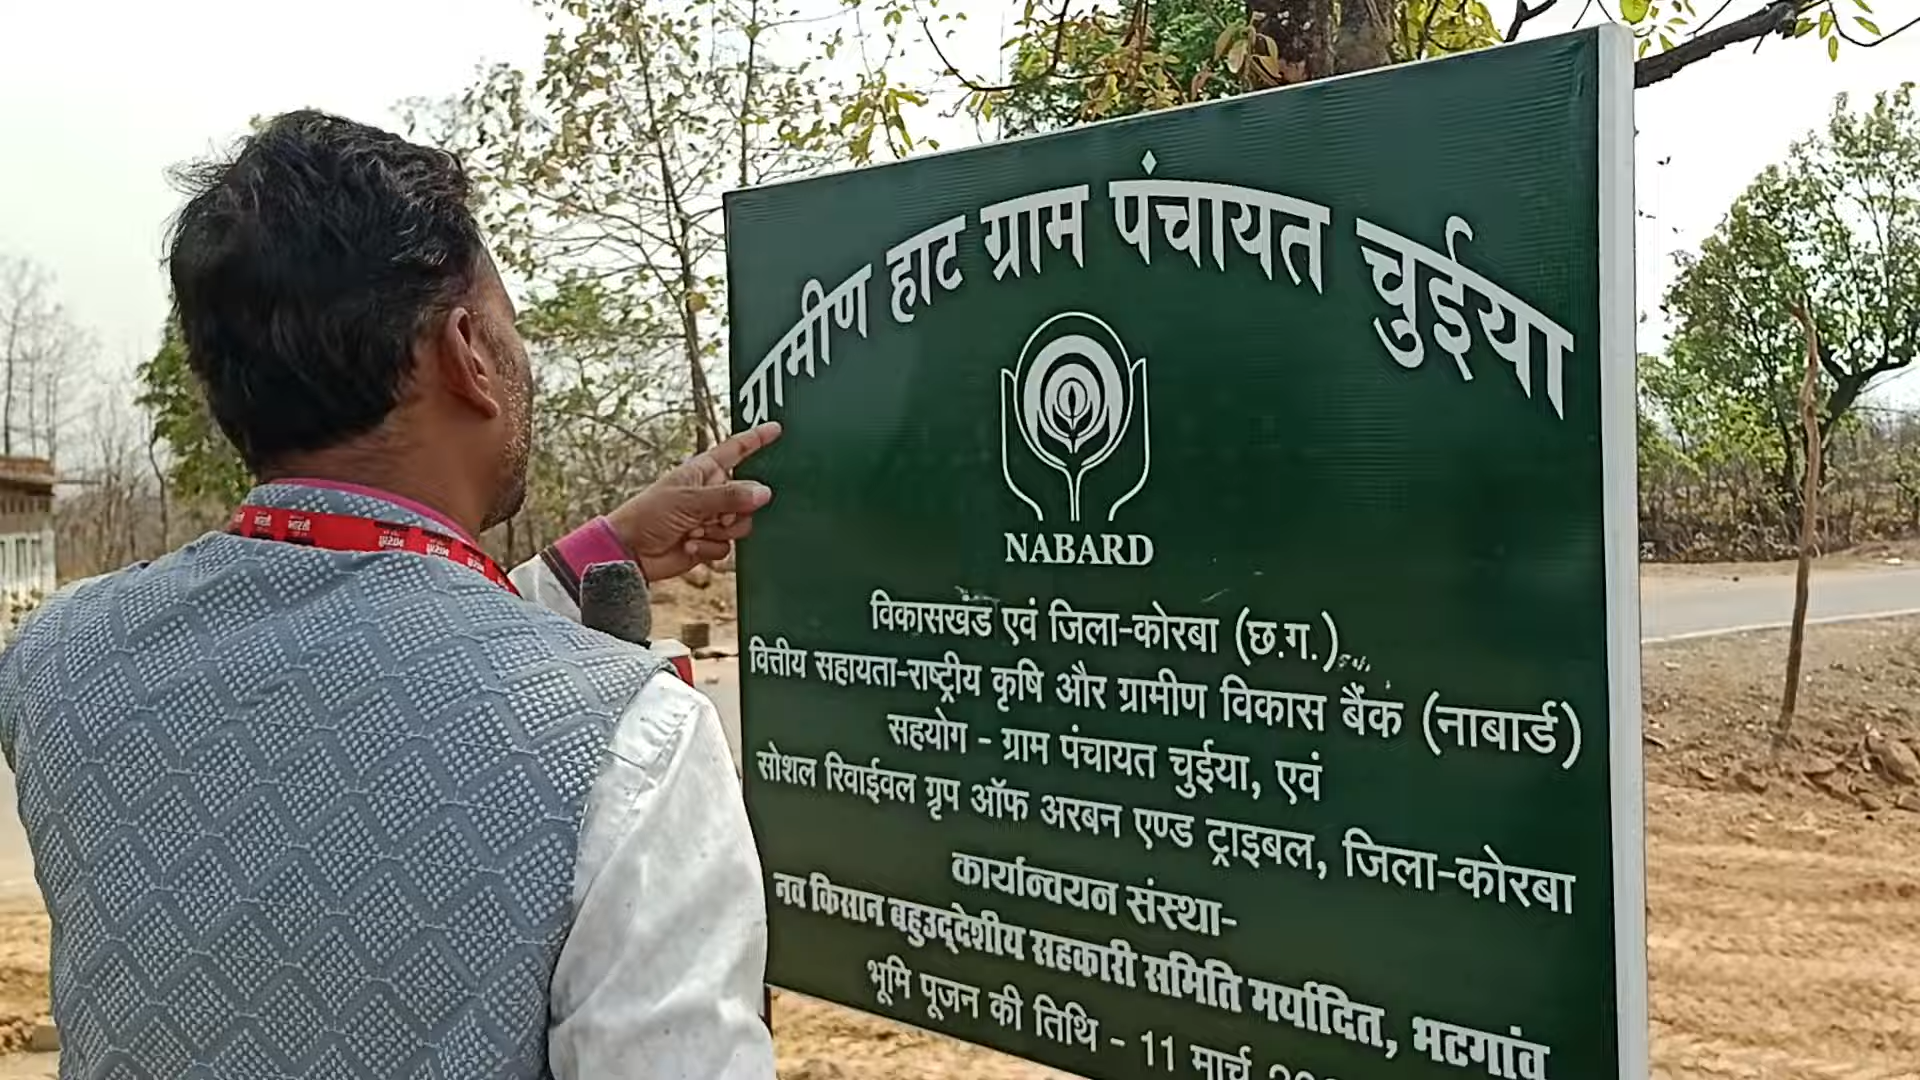 ग्रामीण हाट ग्राम पंचायत चुईया
NABARD
विकासखंड एवं जिला-कोरबा (छ.ग.)
वित्तीय सहायता-राष्ट्रीय कृषि और ग्रामीण विकास बैंक (नाबार्ड)
सहयोग - ग्राम पंचायत चुईया, एवं
सोशल रिवाईवल ग्रृप ऑफ अरबन एण्ड ट्राइबल, जिला-कोरबा
कार्यान्वयन संस्था-
नव किसान बहुउद्देशीय सहकारी समिति मर्यादित, भटगांव
भूमि पूजन की तिथि - 11 मार्च